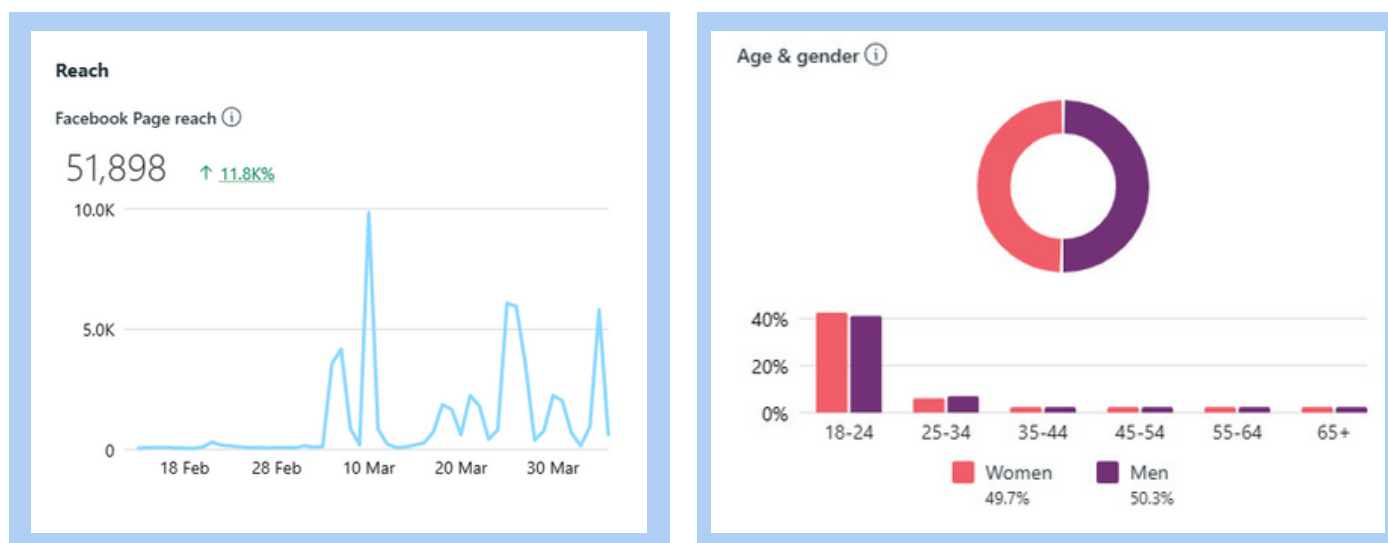 Reach
Facebook Page reach
51,898 ↑ 11.8K%
10.0K
5.0K
0
18 Feb 28 Feb 10 Mar 20 Mar 30 Mar
Age & gender
40%
20%
0%
18-24 25-34 35-44 45-54 55-64 65+
Women Men
49.7% 50.3%